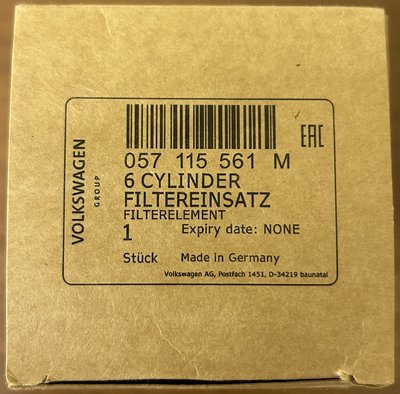 VOLKSWAGEN
GROUP
EAC
057 115 561 M
6 CYLINDER
FILTEREINSATZ
FILTERELEMENT
1 Expiry date: NONE
Stück Made in Germany
Volkswagen AG, Postfach 1451, D-34219 baunatal